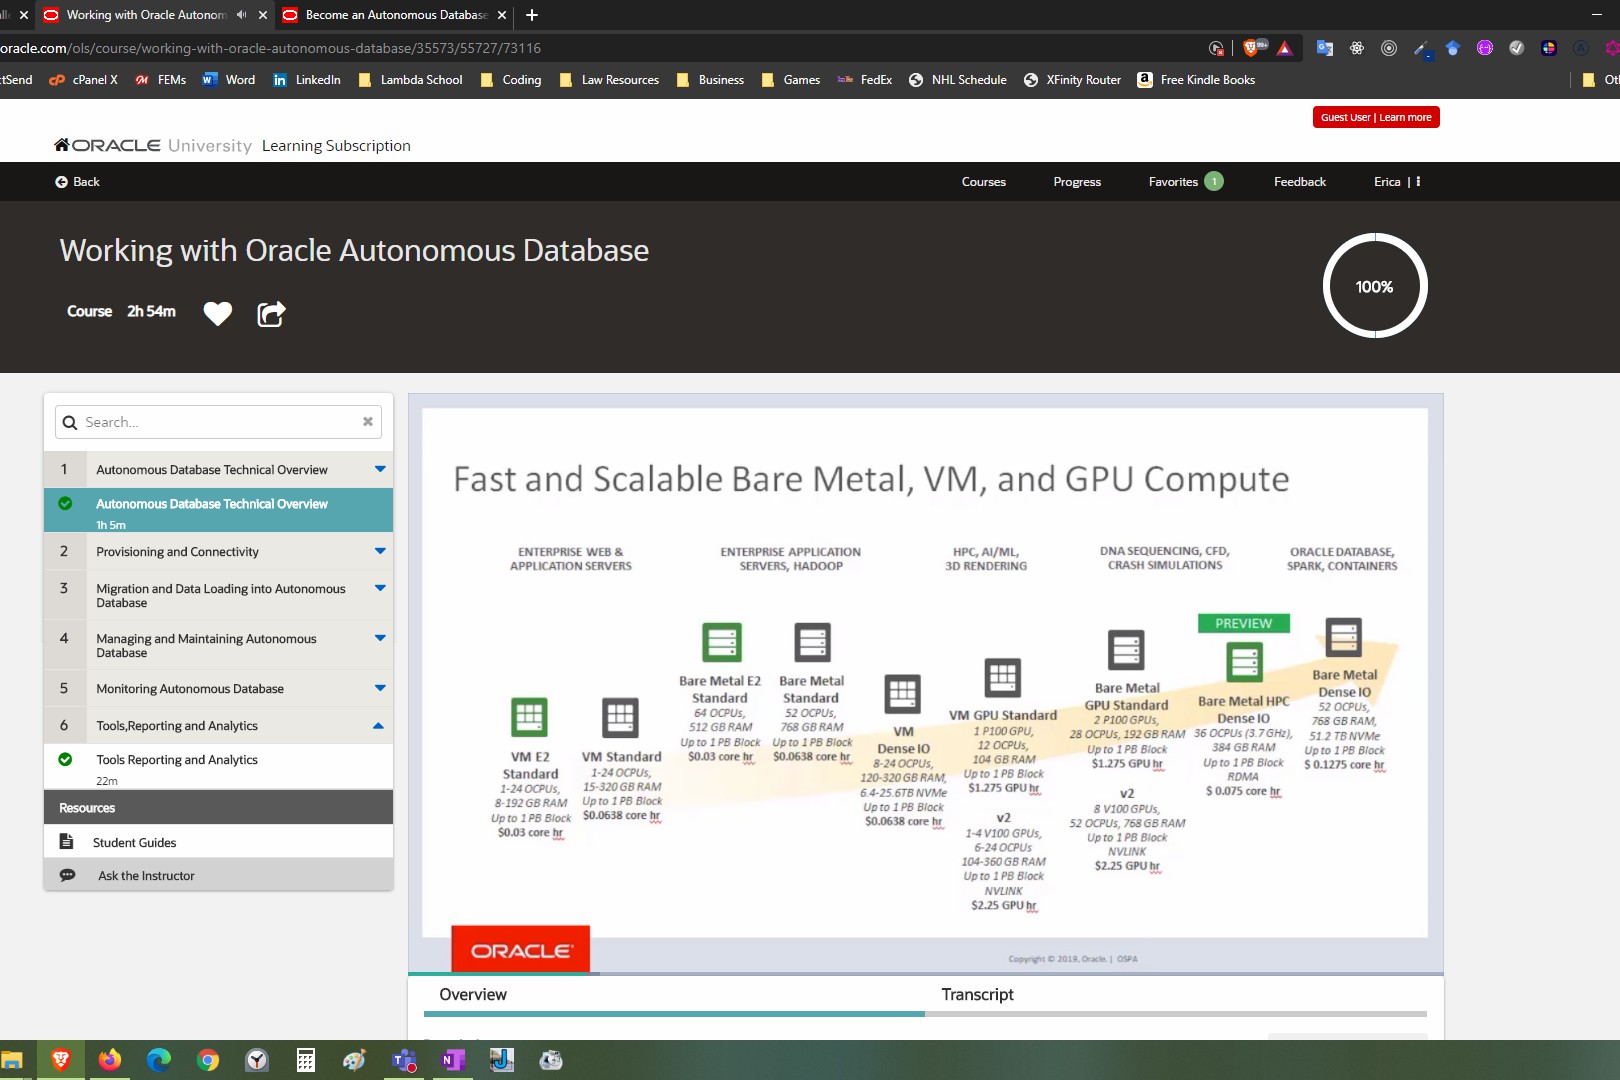 Working with Oracle Autonom
Become an Autonomous Database
oracle.com/ols/course/working-with-oracle-autonomous-database/35573/55727/73116
99+
tSend
cPanel X
FEMs
Word
LinkedIn
Lambda School
Coding
Law Resources
Business
Games
FedEx
NHL Schedule
XFinity Router
Free Kindle Books
Guest User | Learn more
ORACLE University Learning Subscription
Back
Courses
Progress
Favorites 1
Feedback
Erica
Working with Oracle Autonomous Database
Course 2h 54m
100%
Search...
1 Autonomous Database Technical Overview
Autonomous Database Technical Overview
1h 5m
2 Provisioning and Connectivity
3 Migration and Data Loading into Autonomous
Database
4 Managing and Maintaining Autonomous
Database
5 Monitoring Autonomous Database
6 Tools,Reporting and Analytics
Tools Reporting and Analytics
22m
Resources
Student Guides
Ask the Instructor
Fast and Scalable Bare Metal, VM, and GPU Compute
ENTERPRISE WEB &
APPLICATION SERVERS
ENTERPRISE APPLICATION
SERVERS, HADOOP
HPC, AI/ML,
3D RENDERING
DNA SEQUENCING, CFD,
CRASH SIMULATIONS
ORACLE DATABASE,
SPARK, CONTAINERS
VM E2
Standard
1-24 OCPUs,
8-192 GB RAM
Up to 1 PB Block
$0.03 core hr
VM Standard
1-24 OCPUs,
15-320 GB RAM
Up to 1 PB Block
$0.0638 core hr
Bare Metal E2
Standard
64 OCPUs,
512 GB RAM
Up to 1 PB Block
$0.03 core hr
Bare Metal
Standard
52 OCPUs,
768 GB RAM
Up to 1 PB Block
$0.0638 core hr
VM
Dense IO
8-24 OCPUs,
120-320 GB RAM,
6.4-25.6TB NVMe
Up to 1 PB Block
$0.0638 core hr
VM GPU Standard
1 P100 GPU,
12 OCPUs,
104 GB RAM
Up to 1 PB Block
$1.275 GPU hr
v2
1-4 V100 GPUs,
6-24 OCPUs
104-360 GB RAM
Up to 1 PB Block
NVLINK
$2.25 GPU hr
Bare Metal
GPU Standard
2 P100 GPUs,
28 OCPUs, 192 GB RAM
Up to 1 PB Block
$1.275 GPU hr
v2
8 V100 GPUs,
52 OCPUs, 768 GB RAM
Up to 1 PB Block
NVLINK
$2.25 GPU hr
PREVIEW
Bare Metal HPC
Dense IO
36 OCPUs (3.7 GHz),
384 GB RAM
Up to 1 PB Block
RDMA
$ 0.075 core hr
Bare Metal
Dense IO
52 OCPUs,
768 GB RAM,
51.2 TB NVMe
Up to 1 PB Block
$ 0.1275 core hr
ORACLE
Copyright © 2019, Oracle. | OSPA
Overview
Transcript